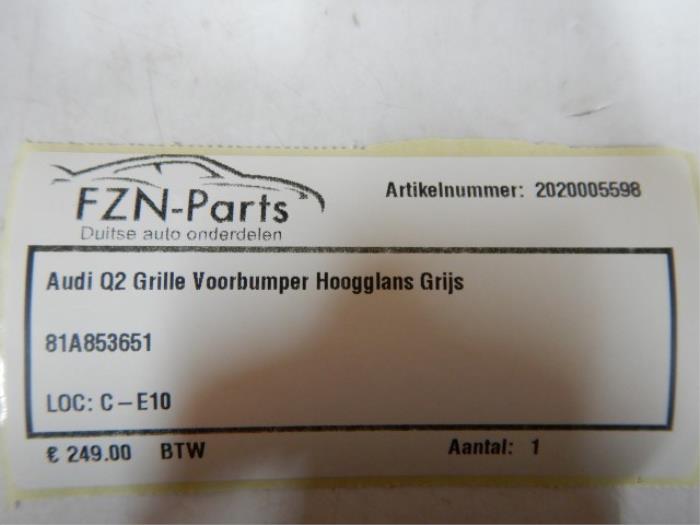 FZN-Parts
Duitse auto onderdelen
Artikelnummer: 2020005598
Audi Q2 Grille Voorbumper Hoogglans Grijs
81A853651
LOC: C – E10
€ 249.00 BTW Aantal: 1